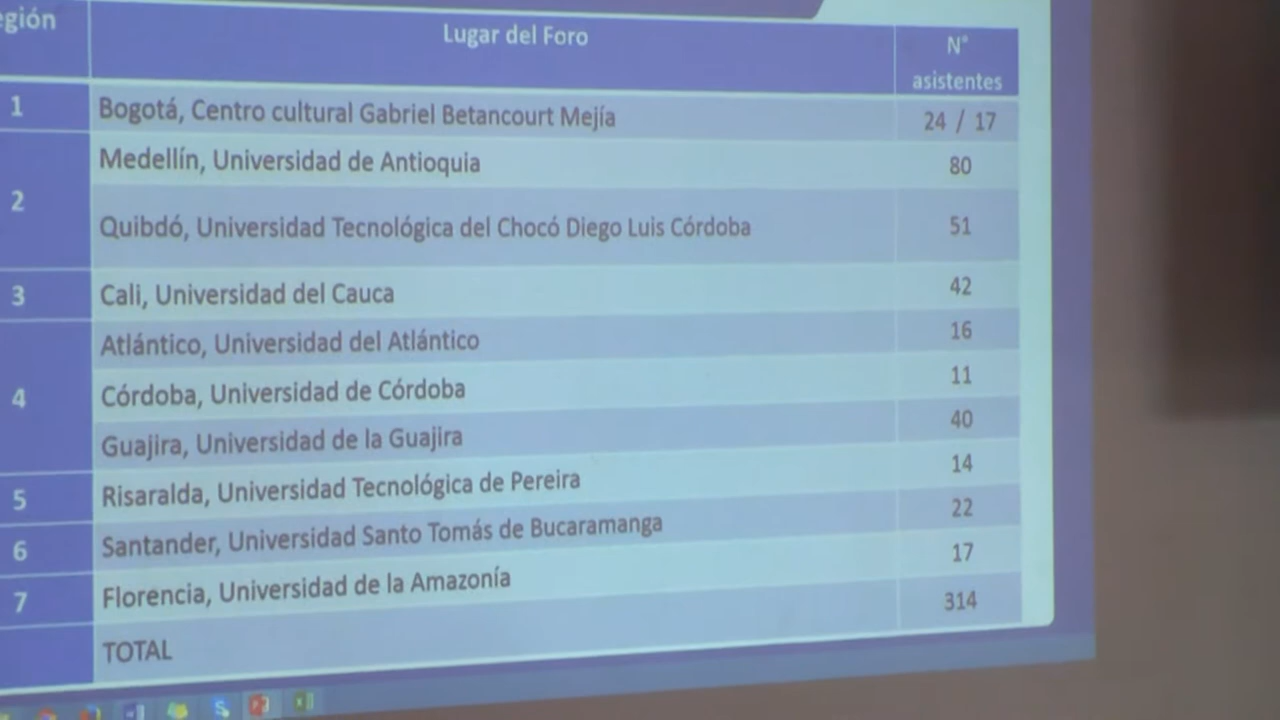 egión Lugar del Foro N° asistentes
1 Bogotá, Centro cultural Gabriel Betancourt Mejía 24 / 17
2 Medellín, Universidad de Antioquia 80
Quibdó, Universidad Tecnológica del Chocó Diego Luis Córdoba 51
3 Cali, Universidad del Cauca 42
4 Atlántico, Universidad del Atlántico 16
Córdoba, Universidad de Córdoba 11
Guajira, Universidad de la Guajira 40
5 Risaralda, Universidad Tecnológica de Pereira 14
6 Santander, Universidad Santo Tomás de Bucaramanga 22
7 Florencia, Universidad de la Amazonía 17
TOTAL 314